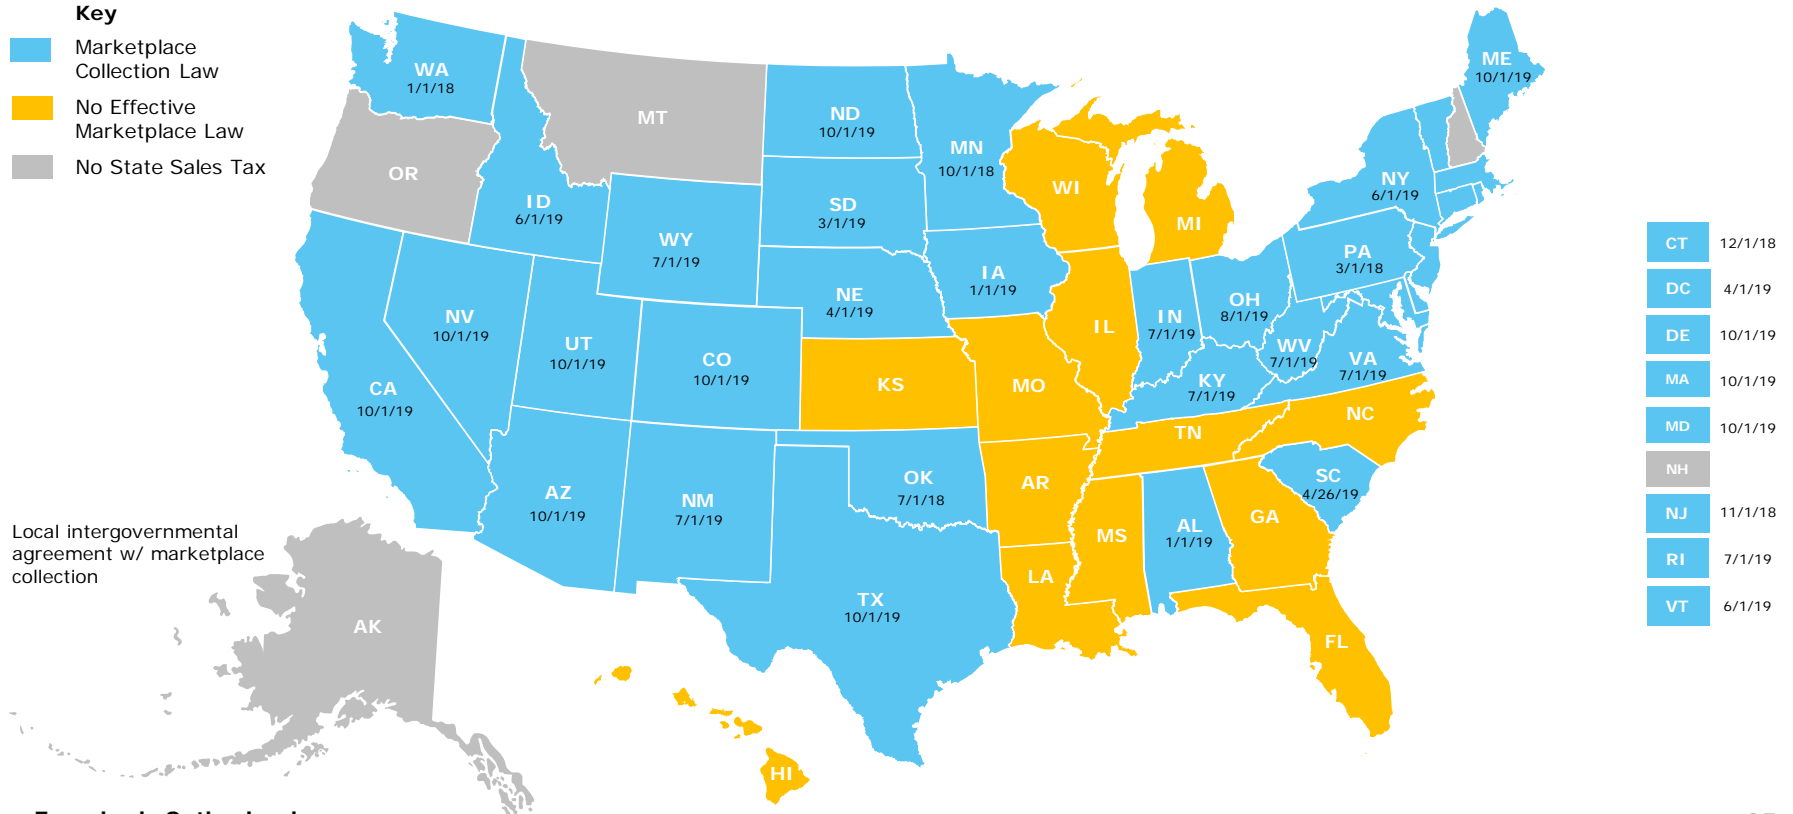 Key
Marketplace
Collection Law
No Effective
Marketplace Law
No State Sales Tax
WA
1/1/18
OR
MT
ID
6/1/19
WY
7/1/19
ND
10/1/19
SD
3/1/19
NE
4/1/19
MN
10/1/18
IA
1/1/19
WI
MI
IL
IN
7/1/19
OH
8/1/19
PA
3/1/18
NY
6/1/19
ME
10/1/19
NV
10/1/19
UT
10/1/19
CO
10/1/19
CA
10/1/19
KS
MO
KY
7/1/19
WV
7/1/19
VA
7/1/19
NC
TN
SC
4/26/19
AZ
10/1/19
NM
7/1/19
OK
7/1/18
AR
MS
AL
1/1/19
GA
LA
TX
10/1/19
FL
HI
Local intergovernmental
agreement w/ marketplace
collection
AK
CT 12/1/18
DC 4/1/19
DE 10/1/19
MA 10/1/19
MD 10/1/19
NH
NJ 11/1/18
RI 7/1/19
VT 6/1/19